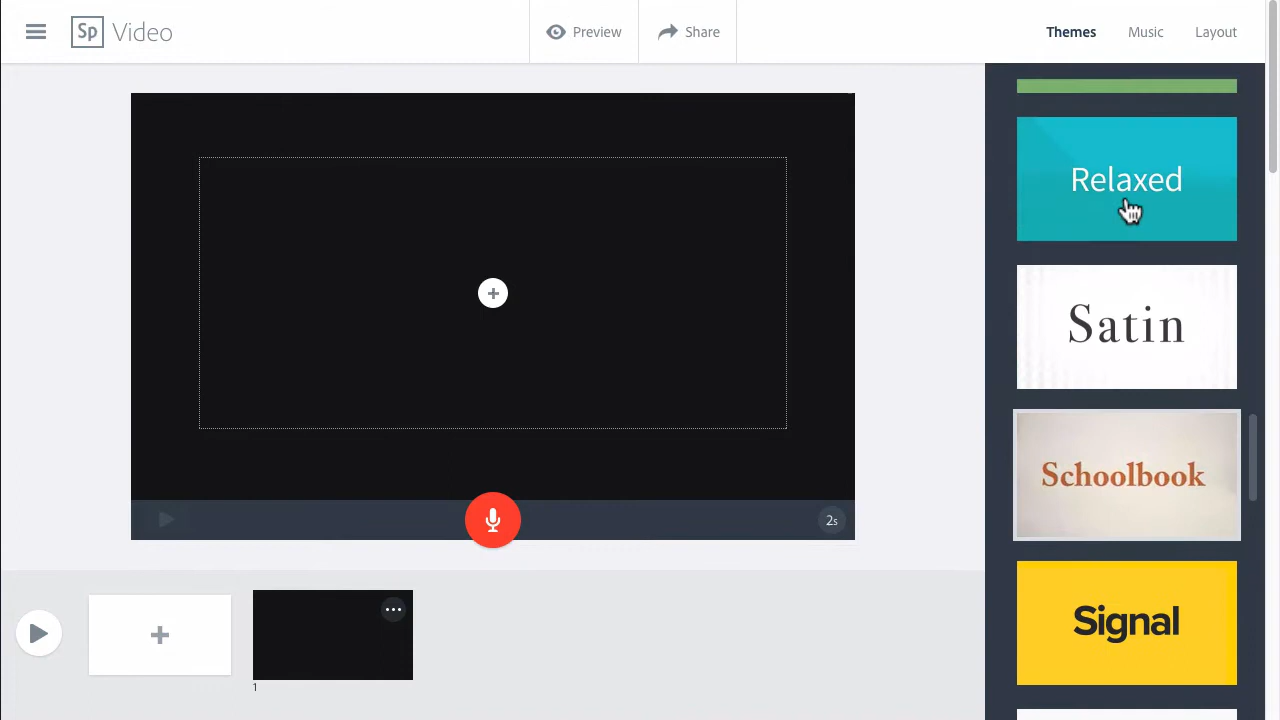 Sp Video
Preview
Share
Themes
Music
Layout
Relaxed
Satin
Schoolbook
Signal
2s
1